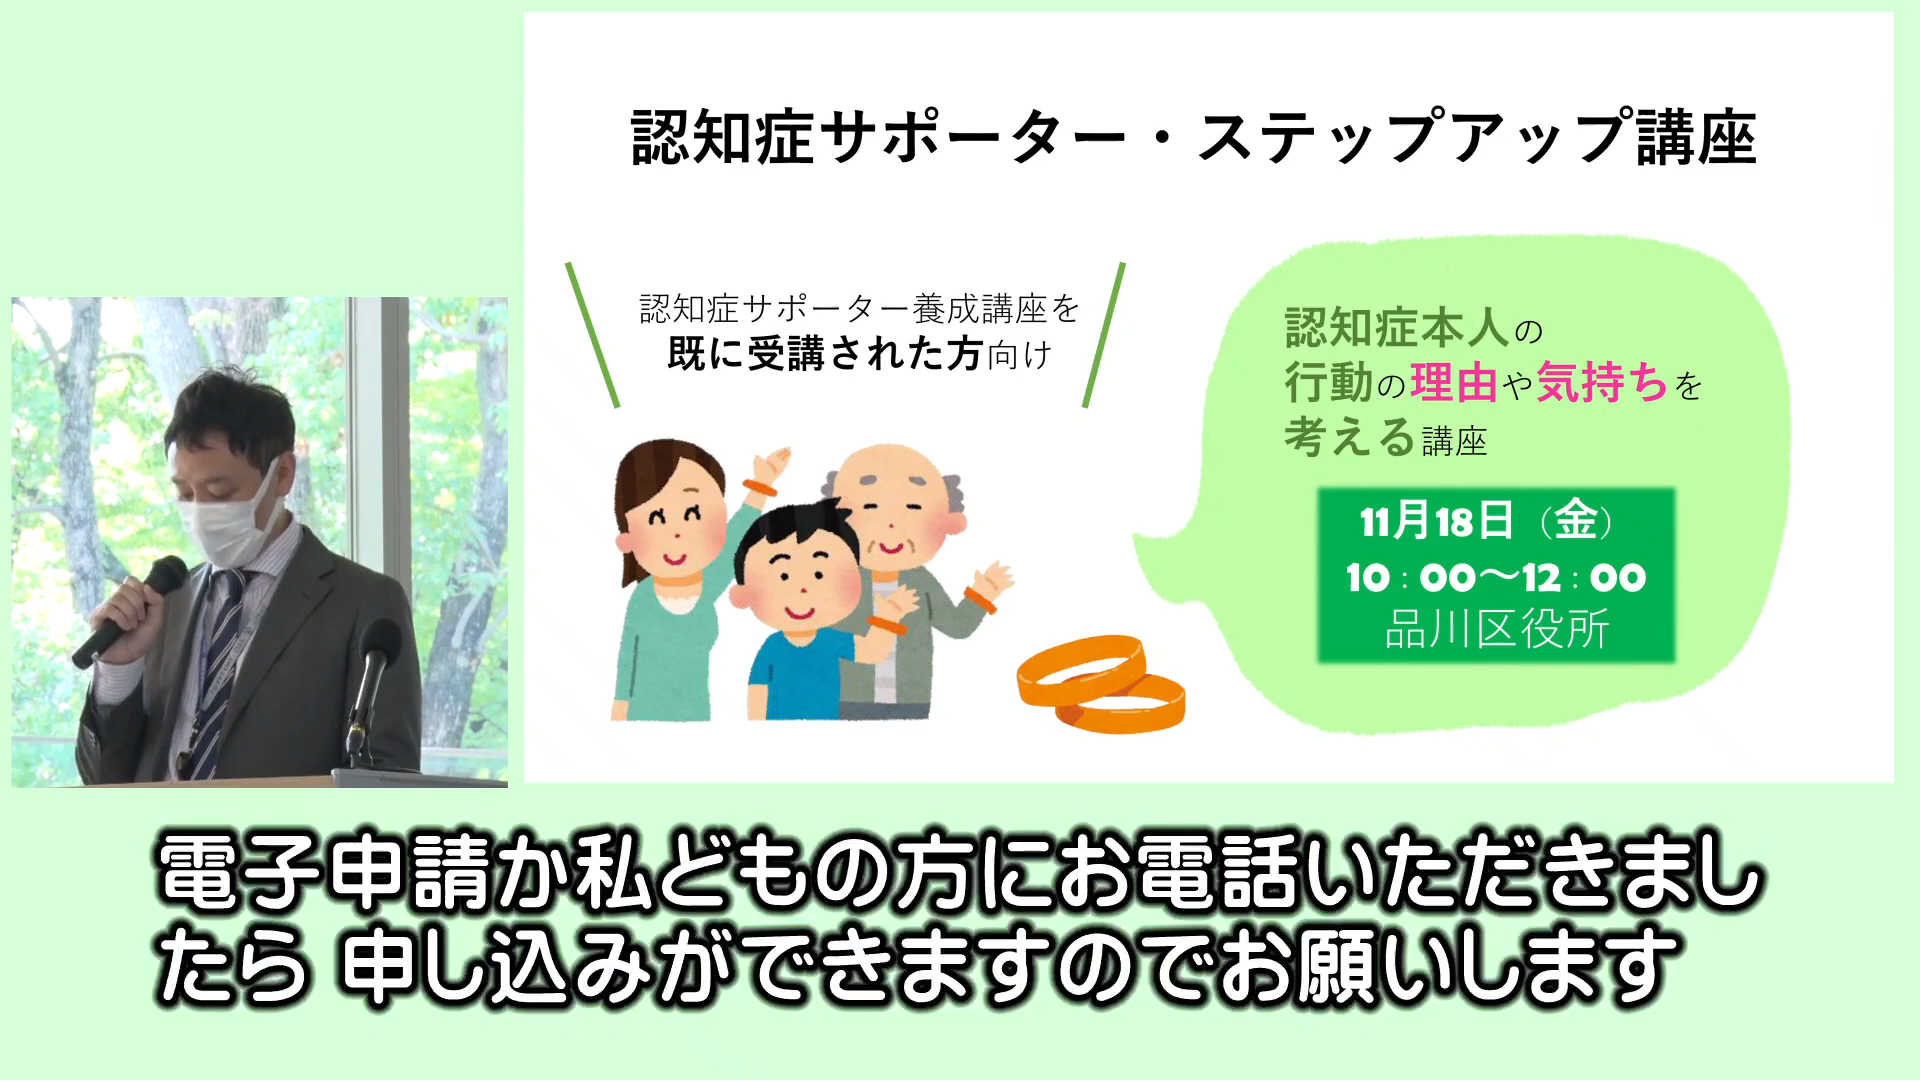 認知症サポーター・ステップアップ講座
認知症サポーター養成講座を
既に受講された方向け
認知症本人の
行動の理由や気持ちを
考える講座
11月18日（金）
10：00～12：00
品川区役所
電子申請か私どもの方にお電話いただきまし
たら 申し込みができますのでお願いします